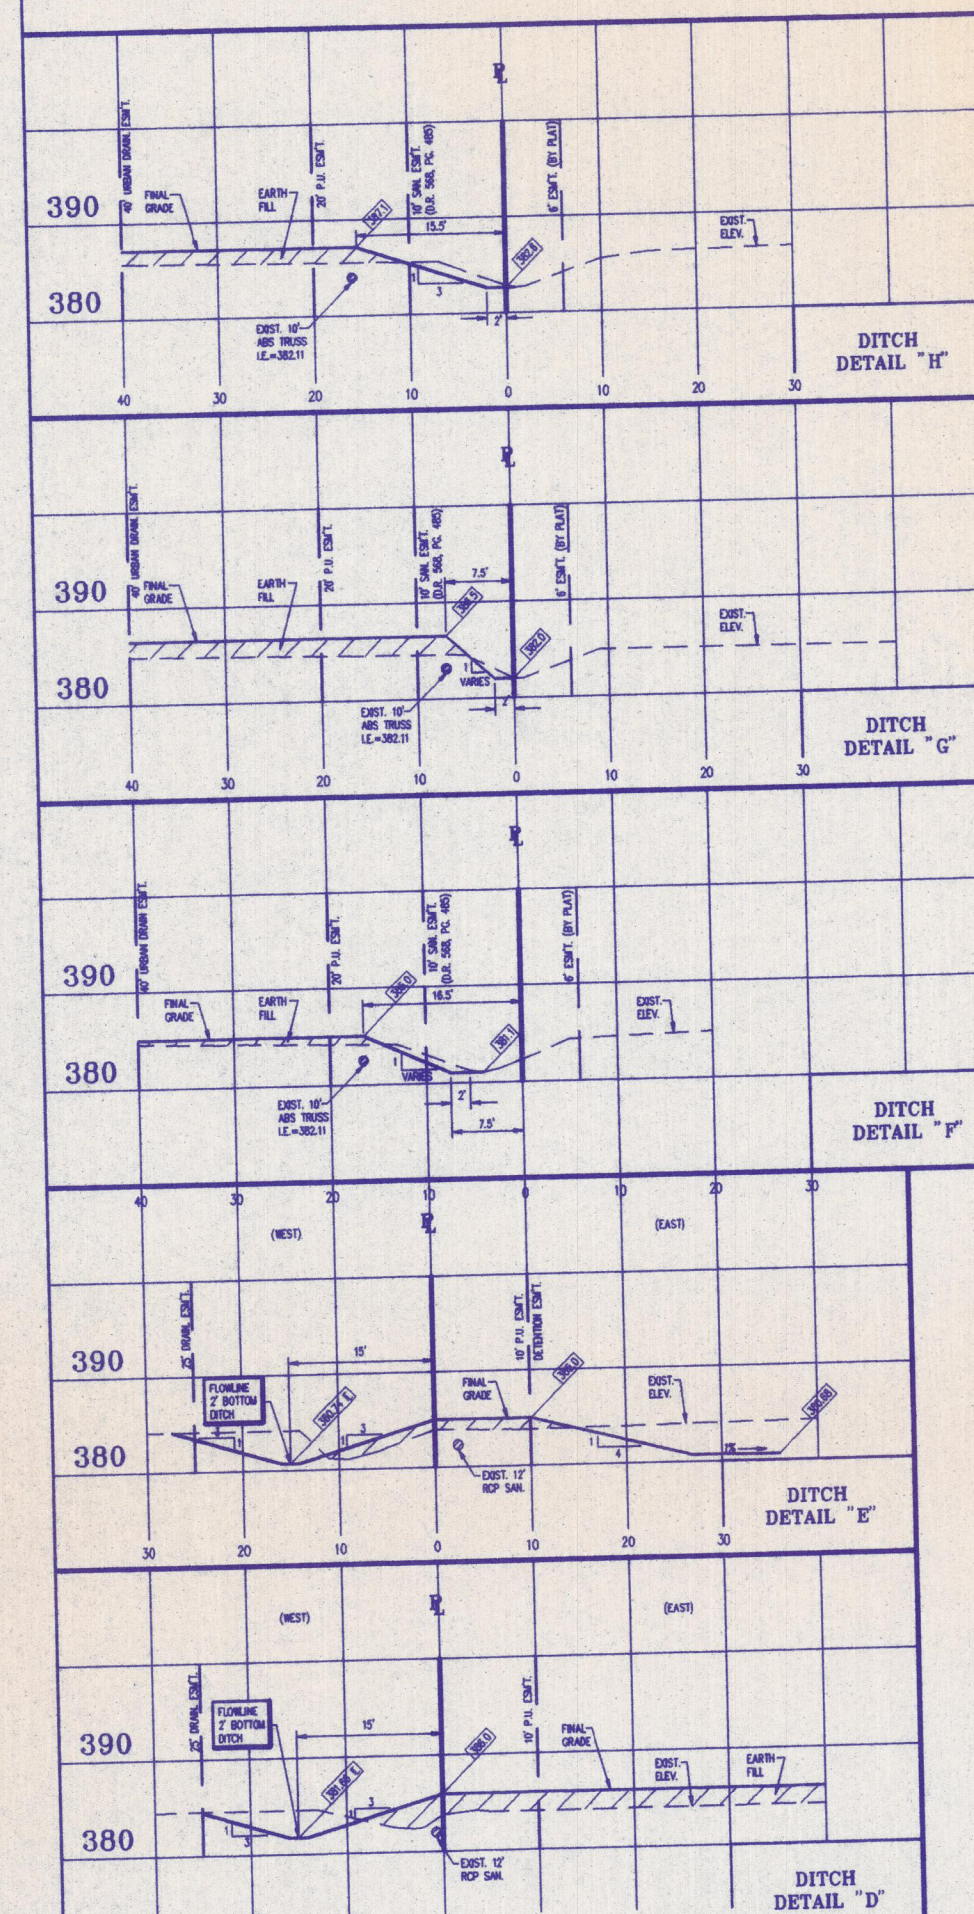 ℄
40' URBAN DRAIN. ESM'T.
20' P.U. ESM'T.
10' SAN. ESM'T.
(D.R. 568, PG. 485)
6' ESM'T. (BY PLAT)
FINAL
GRADE
EARTH
FILL
387.1
15.5'
382.6
EXIST.
ELEV.
390
380
1
3
2'
EXIST. 10"
ABS TRUSS
I.E.=382.11
DITCH
DETAIL "H"
40 30 20 10 0 10 20 30
℄
40' URBAN DRAIN. ESM'T.
20' P.U. ESM'T.
10' SAN. ESM'T.
(D.R. 568, PG. 485)
6' ESM'T. (BY PLAT)
FINAL
GRADE
EARTH
FILL
7.5'
382.0
EXIST.
ELEV.
390
380
1
VARIES
2'
EXIST. 10"
ABS TRUSS
I.E.=382.11
DITCH
DETAIL "G"
40 30 20 10 0 10 20 30
℄
40' URBAN DRAIN ESM'T.
20' P.U. ESM'T.
10' SAN. ESM'T.
(D.R. 568, PG. 485)
6' ESM'T. (BY PLAT)
FINAL
GRADE
EARTH
FILL
16.5'
381.1
EXIST.
ELEV.
390
380
1
VARIES
2'
7.5'
EXIST. 10"
ABS TRUSS
I.E.=382.11
DITCH
DETAIL "F"
40 30 20 10 0 10 20 30
(WEST)
℄
(EAST)
25' DRAIN. ESM'T.
10' P.U. ESM'T.
DETENTION ESM'T.
15'
FLOWLINE
2' BOTTOM
DITCH
380.74
FINAL
GRADE
EXIST.
ELEV.
390
380
1
1
3
1
4
1%
EXIST. 12"
RCP SAN.
DITCH
DETAIL "E"
30 20 10 0 10 20 30
(WEST)
℄
(EAST)
25' DRAIN. ESM'T.
10' P.U. ESM'T.
15'
FLOWLINE
2' BOTTOM
DITCH
386.0
FINAL
GRADE
EXIST.
ELEV.
EARTH
FILL
390
380
1
3
1
3
EXIST. 12"
RCP SAN.
DITCH
DETAIL "D"